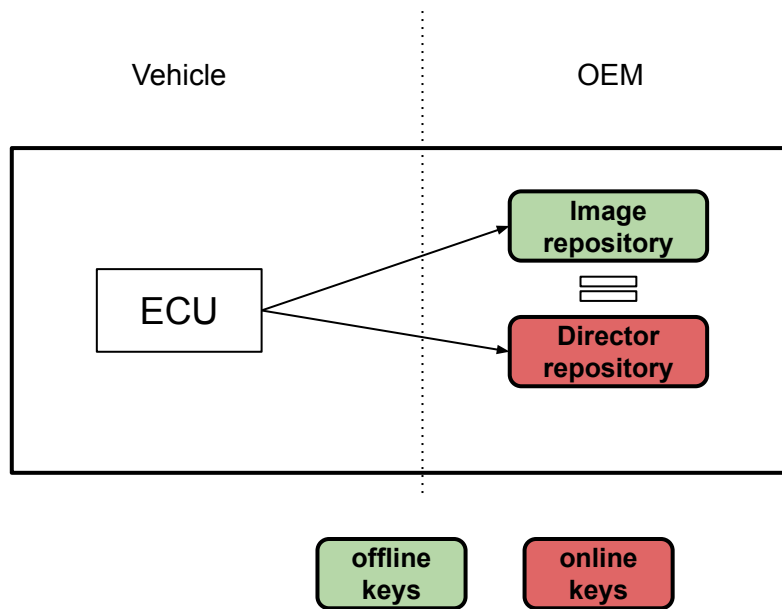 Vehicle
OEM
Image
repository
ECU
Director
repository
offline
keys
online
keys